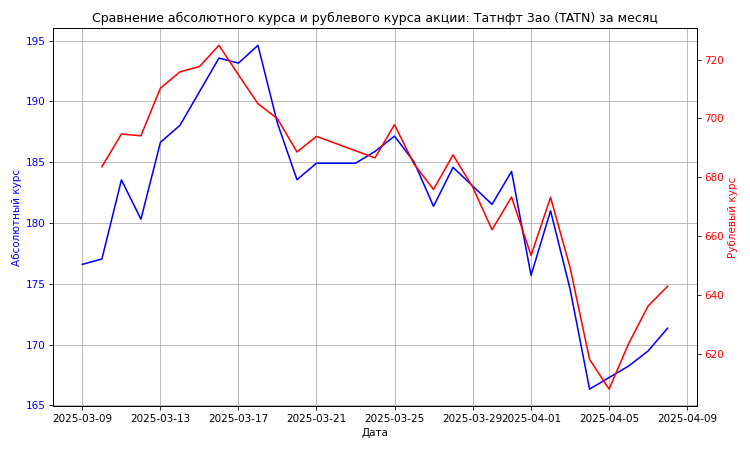 Сравнение абсолютного курса и рублевого курса акции: Татнфт 3ао (TATN) за месяц
195
190
185
180
175
170
165
Абсолютный курс
720
700
680
660
640
620
Рублевый курс
2025-03-09 2025-03-13 2025-03-17 2025-03-21 2025-03-25 2025-03-29 2025-04-01 2025-04-05 2025-04-09
Дата